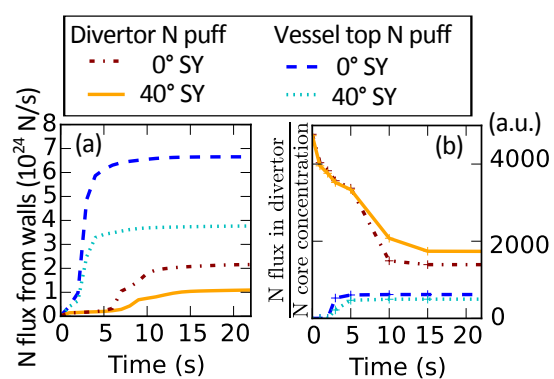 Divertor N puff
Vessel top N puff
0° SY
0° SY
40° SY
40° SY
N flux from walls (10²⁴ N/s)
8
7
6
5
4
3
2
1
0
(a)
0 5 10 15 20
Time (s)
N flux in divertor
N core concentration
(b)
(a.u.)
4000
2000
0
0 5 10 15 20
Time (s)